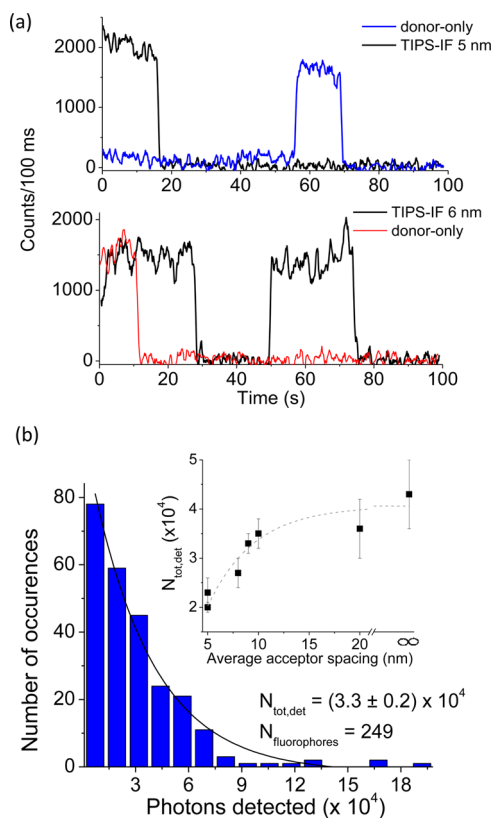 (a)
donor-only
TIPS-IF 5 nm
2000
1000
0
0 20 40 60 80 100
Counts/100 ms
TIPS-IF 6 nm
donor-only
2000
1000
0
0 20 40 60 80 100
Time (s)
(b)
80
60
40
20
0
Number of occurences
3 6 9 12 15 18
Photons detected (x 10⁴)
5
4
3
2
N_tot,det (x10⁴)
5 10 20 ∞
Average acceptor spacing (nm)
N_tot,det = (3.3 ± 0.2) x 10⁴
N_fluorophores = 249